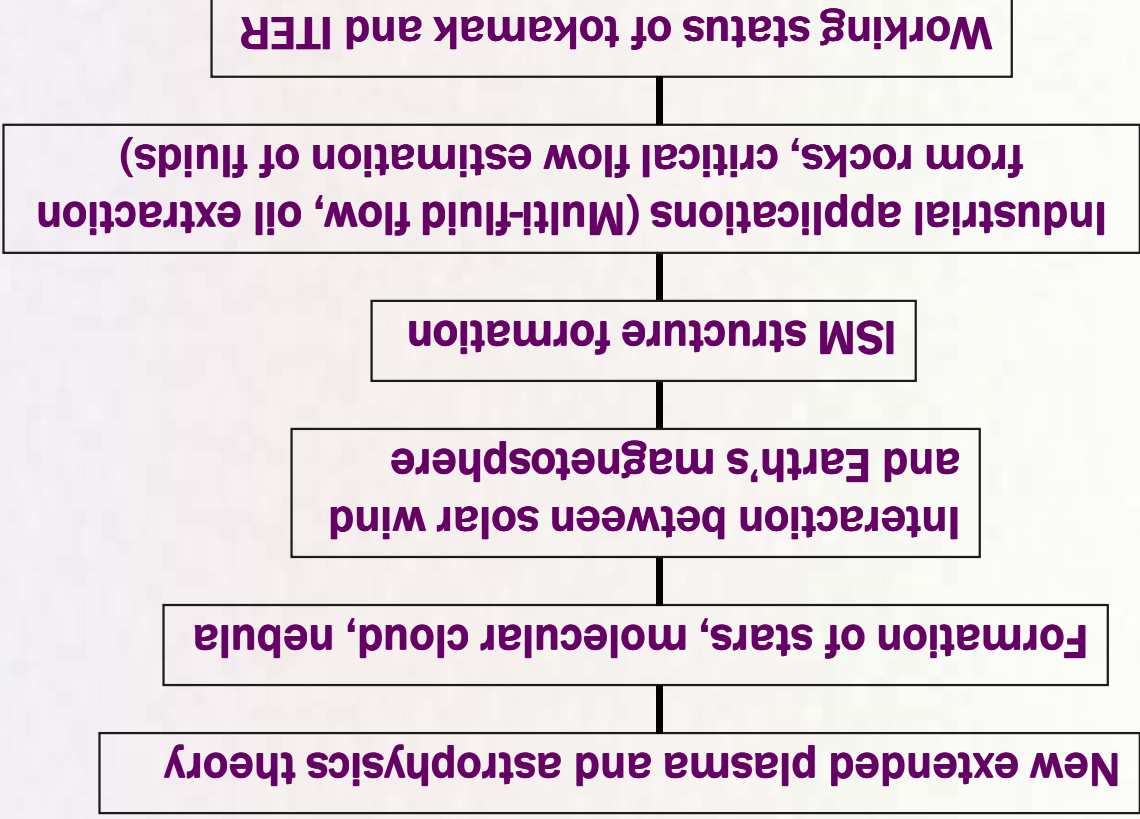 New extended plasma and astrophysics theory
Formation of stars, molecular cloud, nebula
Interaction between solar wind
and Earth's magnetosphere
ISM structure formation
Industrial applications (Multi-fluid flow, oil extraction
from rocks, critical flow estimation of fluids)
Working status of tokamak and ITER